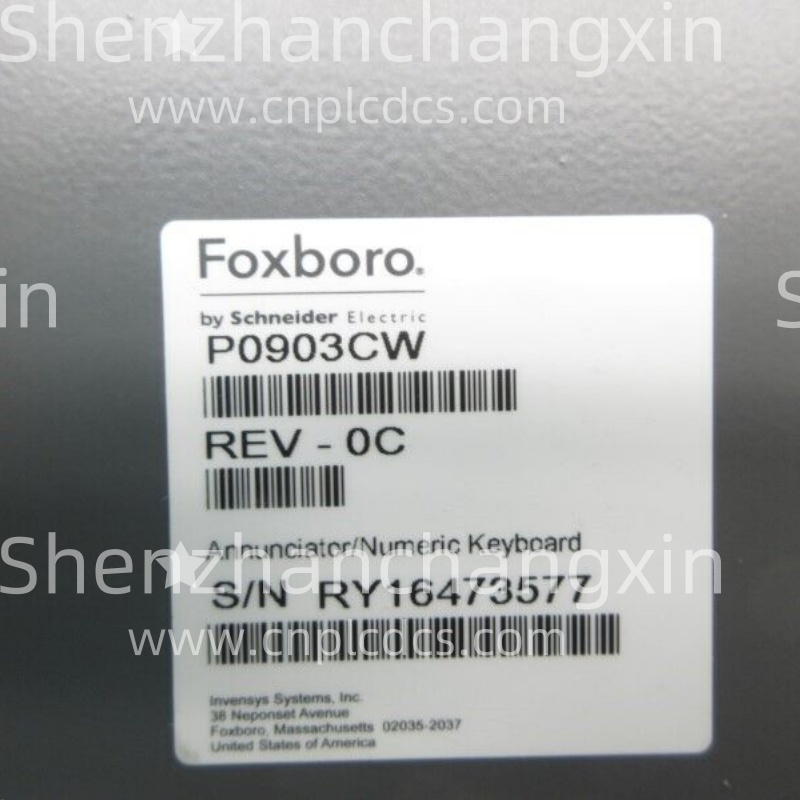 Shenzhanchangxin
www.cnplcdcs.com
Foxboro.
by Schneider Electric
P0903CW
in
S
REV - 0C
Annunciator/Numeric Keyboard
Shenzhanchangxin
S/N RY16473577
www.cnplcdcs.com
Invensys Systems, Inc.
38 Neponset Avenue
Foxboro, Massachusetts 02035-2037
United States of America